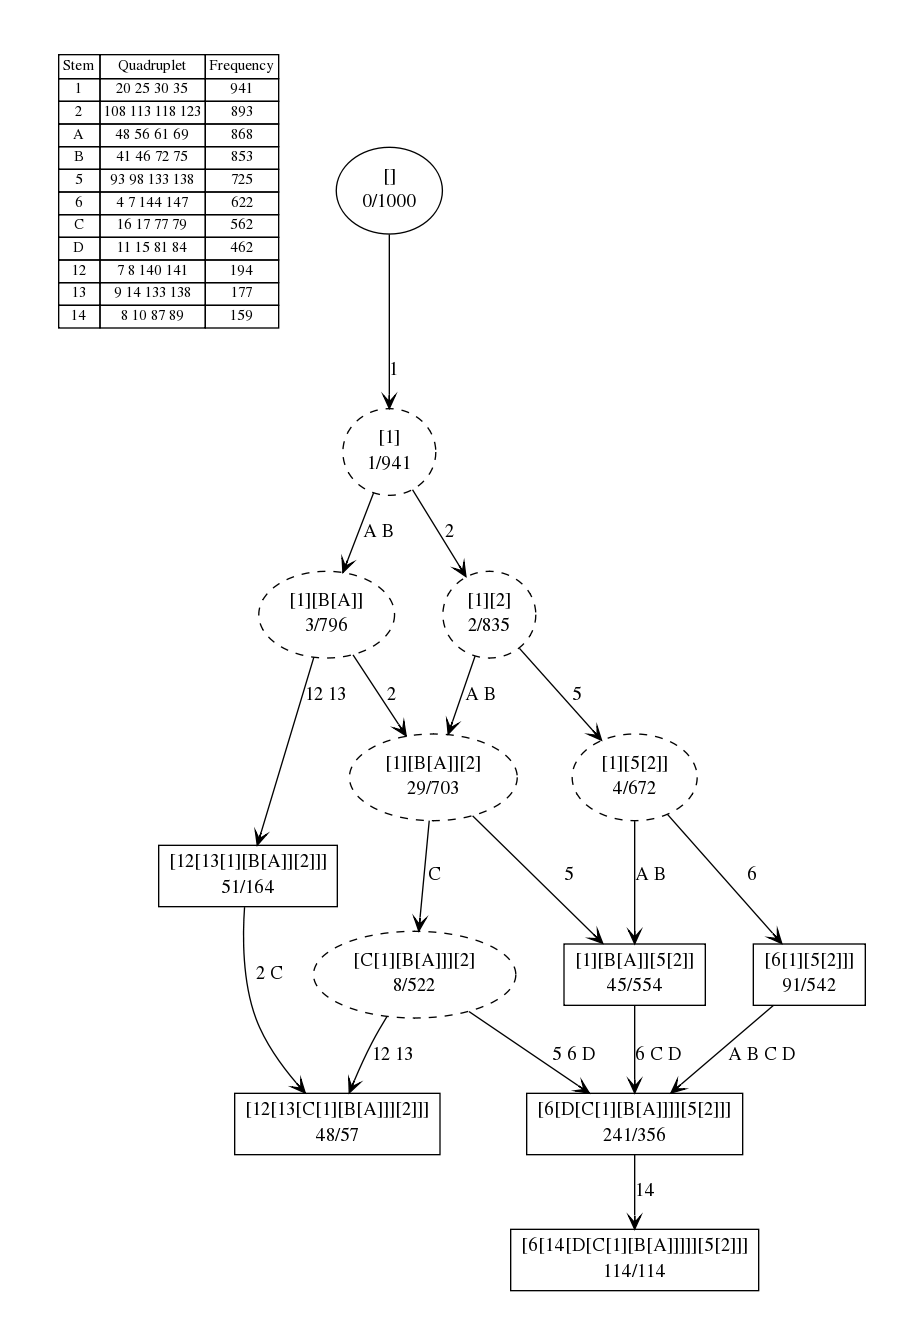 Stem Quadruplet Frequency
1 20 25 30 35 941
2 108 113 118 123 893
A 48 56 61 69 868
B 41 46 72 75 853
5 93 98 133 138 725
6 4 7 144 147 622
C 16 17 77 79 562
D 11 15 81 84 462
12 7 8 140 141 194
13 9 14 133 138 177
14 8 10 87 89 159
[]
0/1000
1
[1]
1/941
A B
2
[1][B[A]]
3/796
[1][2]
2/835
12 13
2
A B
5
[1][B[A]][2]
29/703
[1][5[2]]
4/672
C
5
A B
6
[12[13[1][B[A]][2]]]
51/164
[C[1][B[A]]][2]
8/522
[1][B[A]][5[2]]
45/554
[6[1][5[2]]]
91/542
2 C
12 13
5 6 D
6 C D
A B C D
[12[13[C[1][B[A]]][2]]]
48/57
[6[D[C[1][B[A]]]][5[2]]]
241/356
14
[6[14[D[C[1][B[A]]]]][5[2]]]
114/114